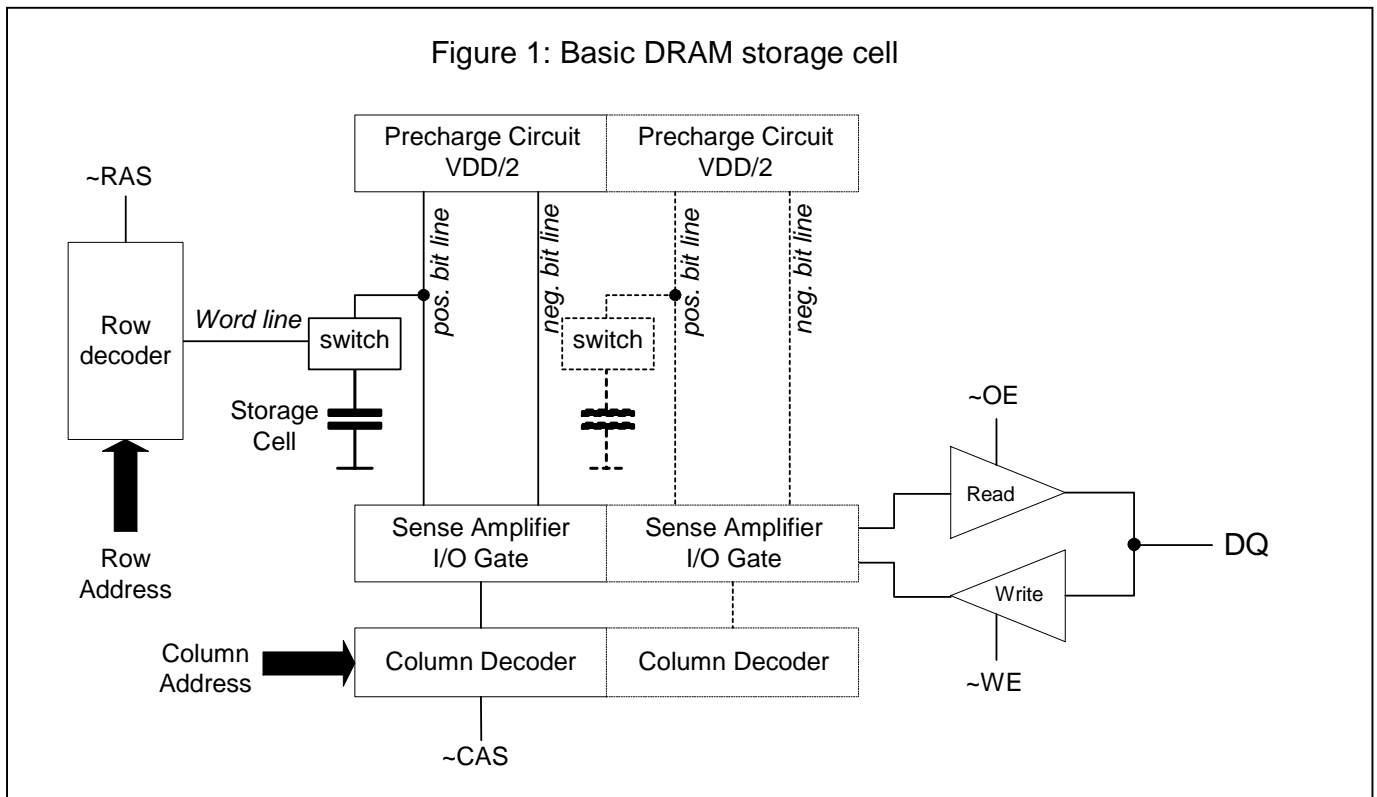 Figure 1: Basic DRAM storage cell
Precharge Circuit
VDD/2
Precharge Circuit
VDD/2
~RAS
pos. bit line
neg. bit line
pos. bit line
neg. bit line
Row
decoder
Word line
switch
switch
Storage
Cell
~OE
Read
Row
Address
Sense Amplifier
I/O Gate
Sense Amplifier
I/O Gate
DQ
Write
Column
Address
Column Decoder
Column Decoder
~WE
~CAS